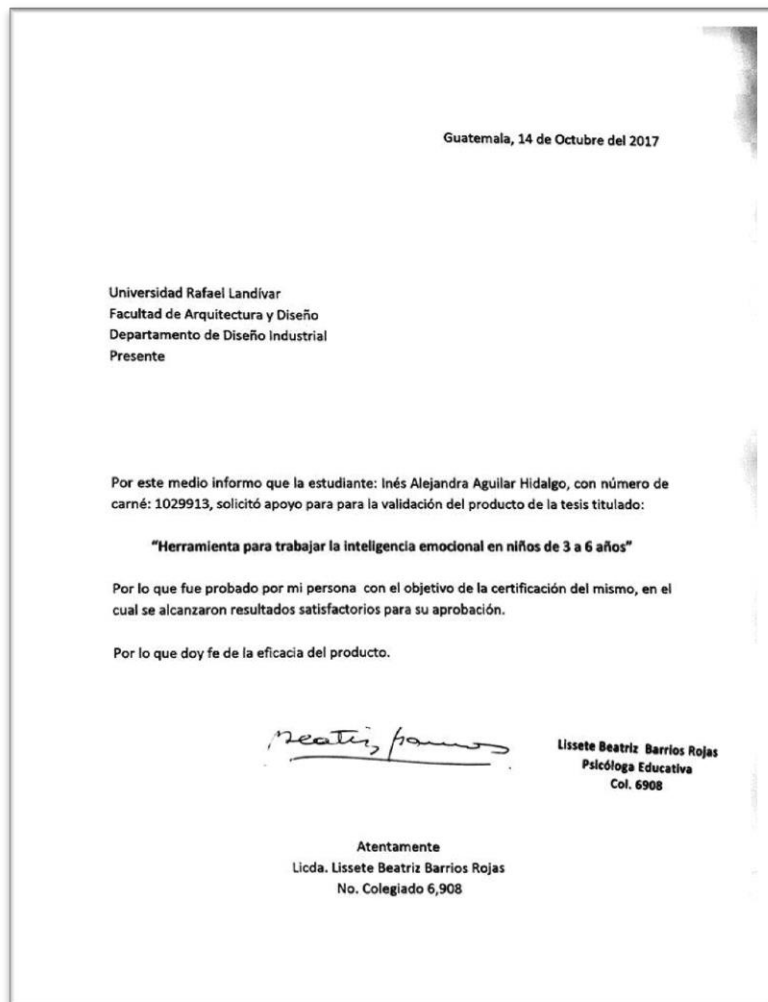 Guatemala, 14 de Octubre del 2017
Universidad Rafael Landívar
Facultad de Arquitectura y Diseño
Departamento de Diseño Industrial
Presente
Por este medio informo que la estudiante: Inés Alejandra Aguilar Hidalgo, con número de
carné: 1029913, solicitó apoyo para para la validación del producto de la tesis titulado:
“Herramienta para trabajar la inteligencia emocional en niños de 3 a 6 años”
Por lo que fue probado por mi persona con el objetivo de la certificación del mismo, en el
cual se alcanzaron resultados satisfactorios para su aprobación.
Por lo que doy fe de la eficacia del producto.
Lissete Beatriz Barrios Rojas
Psicóloga Educativa
Col. 6908
Atentamente
Licda. Lissete Beatriz Barrios Rojas
No. Colegiado 6,908